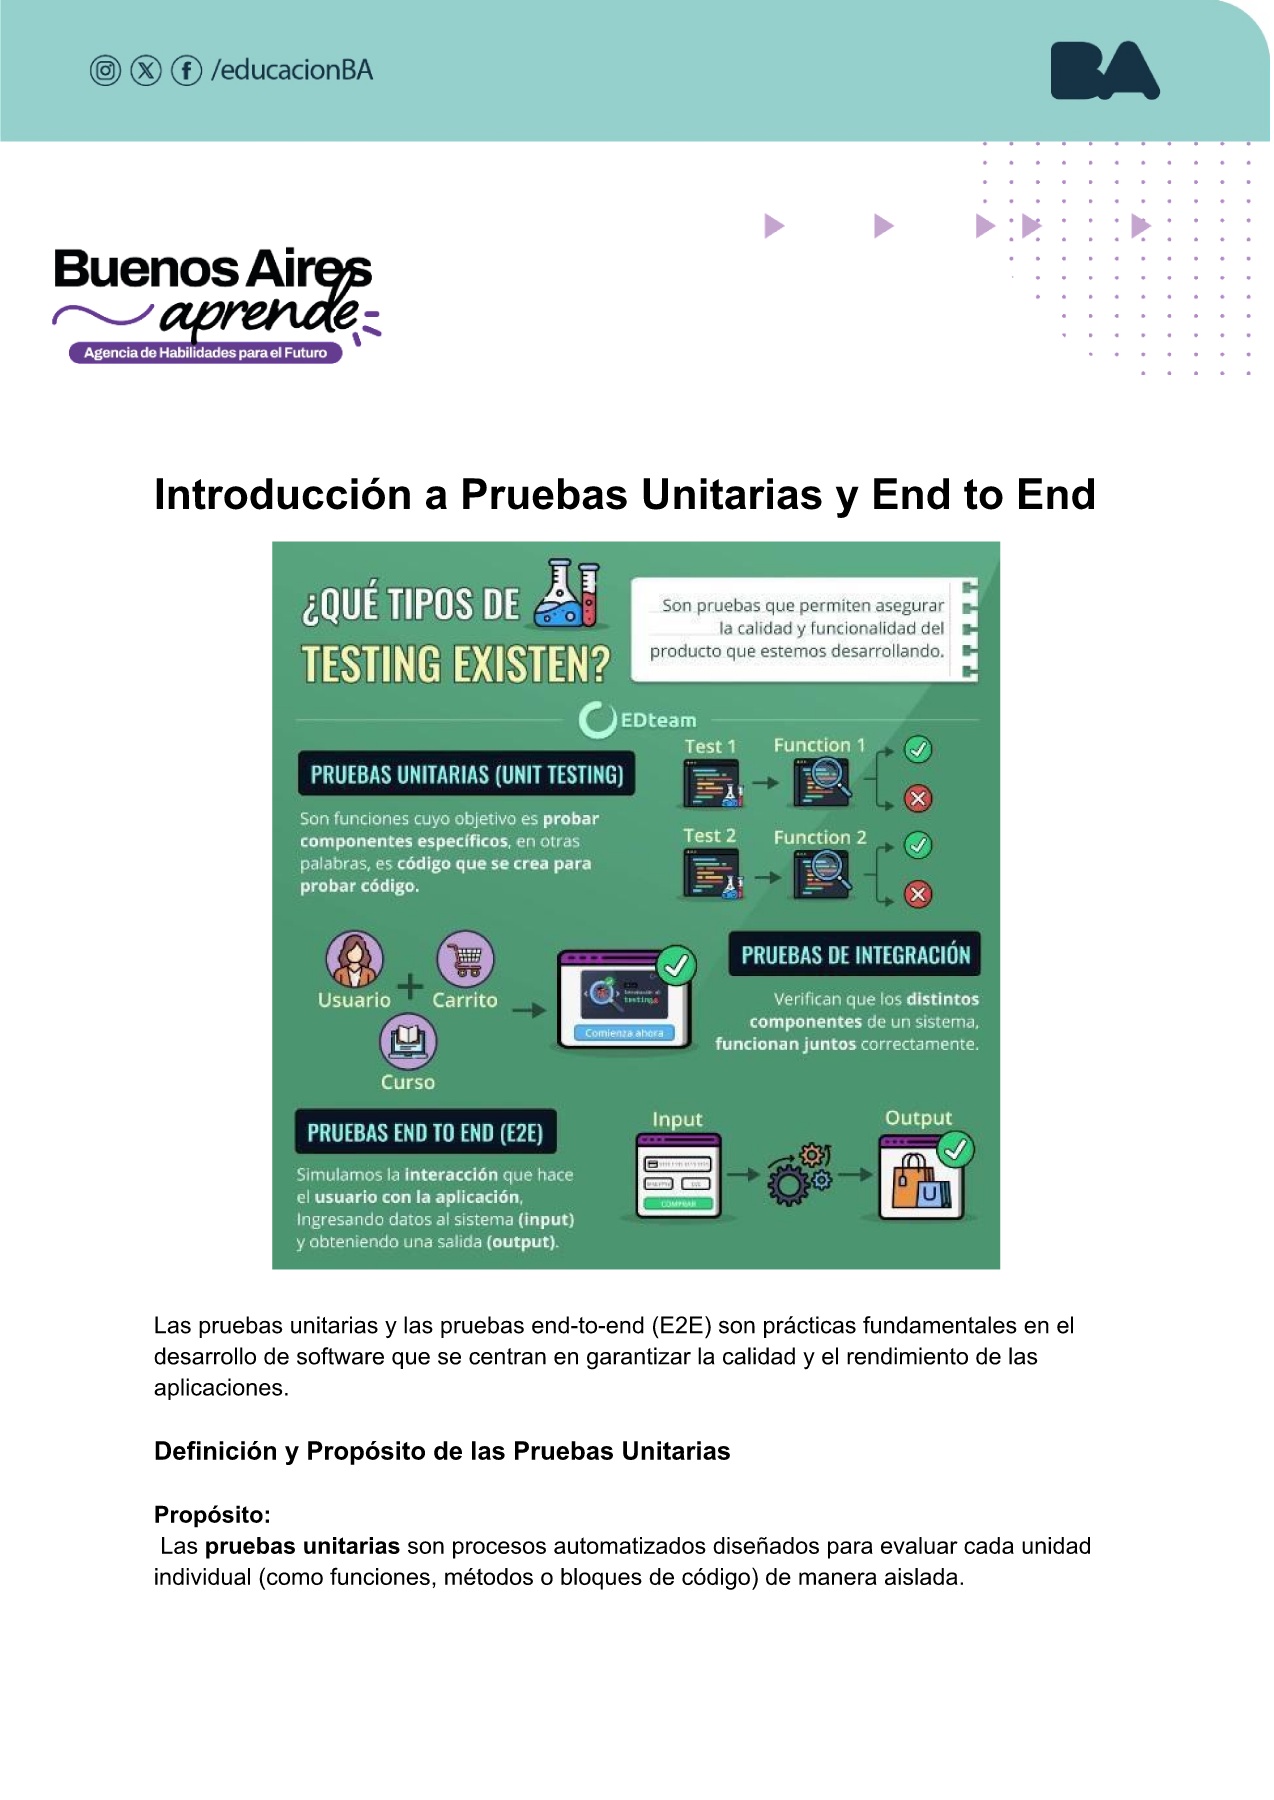 /educacionBA
BA
Buenos Aires
aprende
Agencia de Habilidades para el Futuro
Introducción a Pruebas Unitarias y End to End
¿QUÉ TIPOS DE
TESTING EXISTEN?
Son pruebas que permiten asegurar
la calidad y funcionalidad del
producto que estemos desarrollando.
EDteam
PRUEBAS UNITARIAS (UNIT TESTING)
Son funciones cuyo objetivo es probar
componentes específicos, en otras
palabras, es código que se crea para
probar código.
Test 1
Function 1
Test 2
Function 2
Usuario
Carrito
Curso
Comienza ahora
PRUEBAS DE INTEGRACIÓN
Verifican que los distintos
componentes de un sistema,
funcionan juntos correctamente.
PRUEBAS END TO END (E2E)
Simulamos la interacción que hace
el usuario con la aplicación,
Ingresando datos al sistema (input)
y obteniendo una salida (output).
Input
COMPRAR
Output
U
Las pruebas unitarias y las pruebas end-to-end (E2E) son prácticas fundamentales en el
desarrollo de software que se centran en garantizar la calidad y el rendimiento de las
aplicaciones.
Definición y Propósito de las Pruebas Unitarias
Propósito:
Las pruebas unitarias son procesos automatizados diseñados para evaluar cada unidad
individual (como funciones, métodos o bloques de código) de manera aislada.